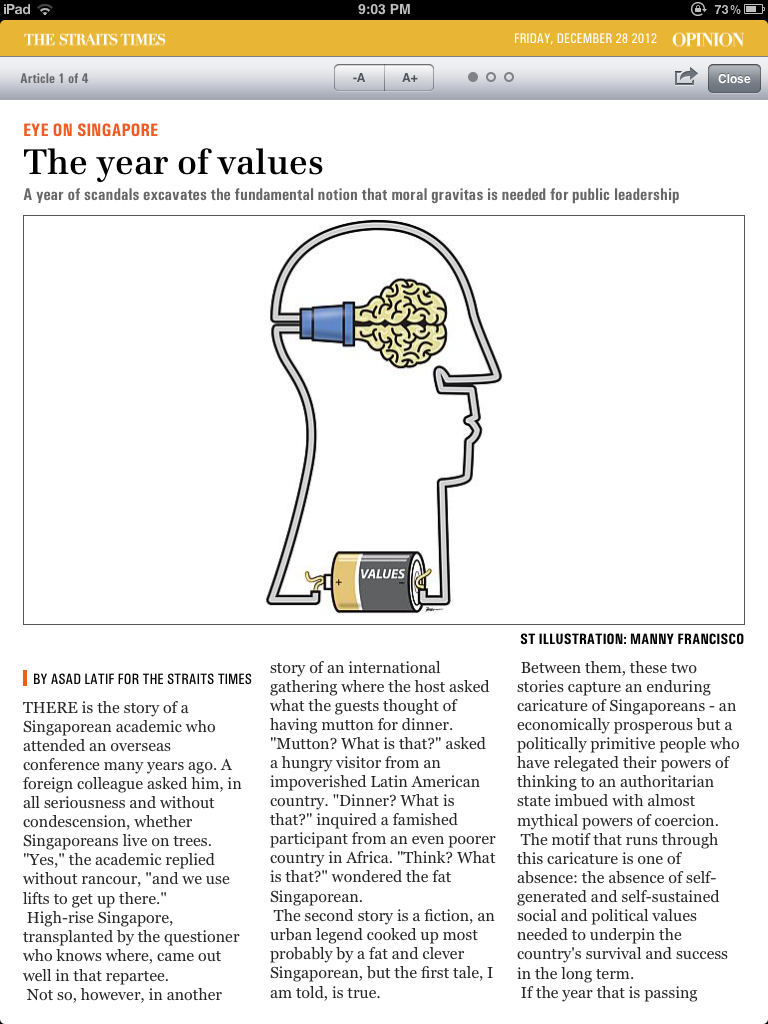 iPad 9:03 PM 73%
THE STRAITS TIMES FRIDAY, DECEMBER 28 2012 OPINION
Article 1 of 4 -A A+ Close
EYE ON SINGAPORE
The year of values
A year of scandals excavates the fundamental notion that moral gravitas is needed for public leadership
+ VALUES -
ST ILLUSTRATION: MANNY FRANCISCO
BY ASAD LATIF FOR THE STRAITS TIMES
THERE is the story of a
Singaporean academic who
attended an overseas
conference many years ago. A
foreign colleague asked him, in
all seriousness and without
condescension, whether
Singaporeans live on trees.
"Yes," the academic replied
without rancour, "and we use
lifts to get up there."
High-rise Singapore,
transplanted by the questioner
who knows where, came out
well in that repartee.
Not so, however, in another
story of an international
gathering where the host asked
what the guests thought of
having mutton for dinner.
"Mutton? What is that?" asked
a hungry visitor from an
impoverished Latin American
country. "Dinner? What is
that?" inquired a famished
participant from an even poorer
country in Africa. "Think? What
is that?" wondered the fat
Singaporean.
The second story is a fiction, an
urban legend cooked up most
probably by a fat and clever
Singaporean, but the first tale, I
am told, is true.
Between them, these two
stories capture an enduring
caricature of Singaporeans - an
economically prosperous but a
politically primitive people who
have relegated their powers of
thinking to an authoritarian
state imbued with almost
mythical powers of coercion.
The motif that runs through
this caricature is one of
absence: the absence of self-
generated and self-sustained
social and political values
needed to underpin the
country's survival and success
in the long term.
If the year that is passing